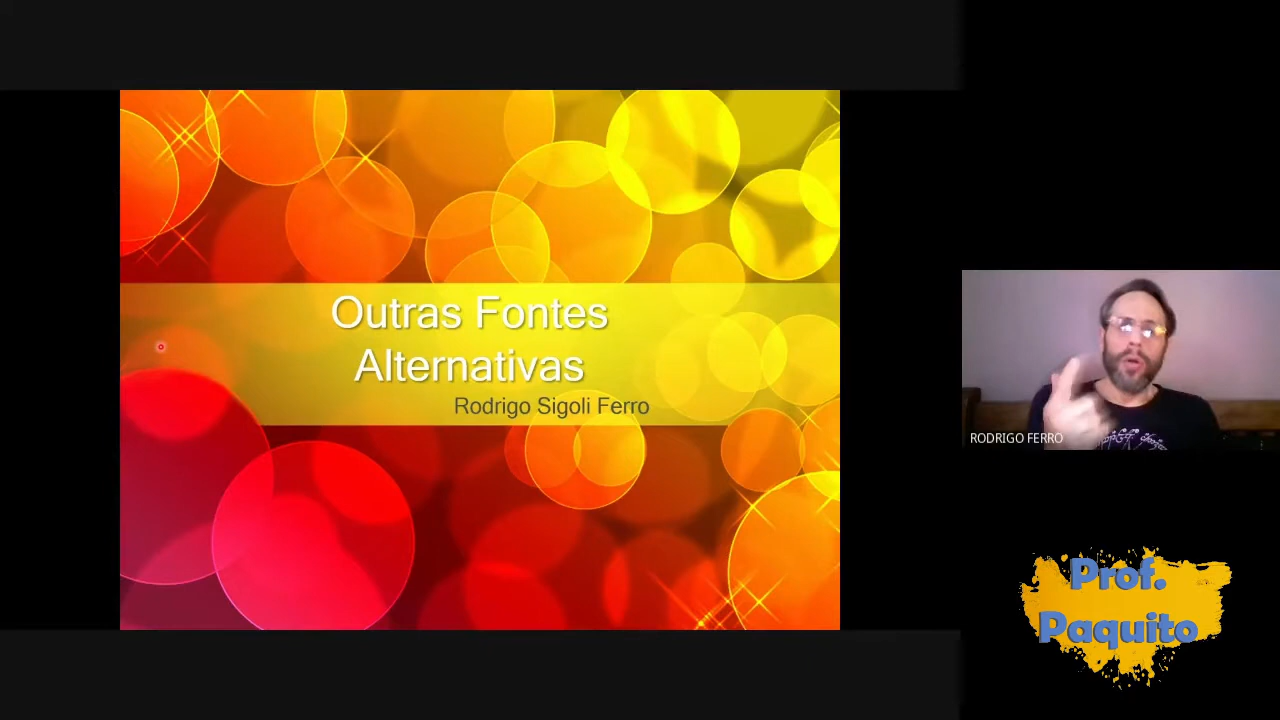 Outras Fontes
Alternativas
Rodrigo Sigoli Ferro
RODRIGO FERRO
Prof.
Paquito